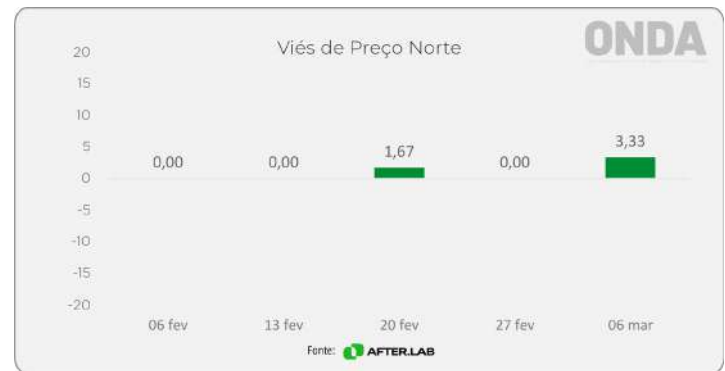 ONDA
Viés de Preço Norte
20
15
10
5
0
-5
-10
-15
-20
0,00
0,00
1,67
0,00
3,33
06 fev
13 fev
20 fev
27 fev
06 mar
Fonte: AFTER.LAB